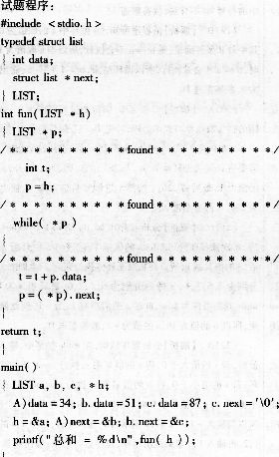 试题程序：
#include <stdio. h>
typedef struct list
{ int data;
struct list * next;
} LIST;
int fun(LIST *h)
{ LIST *p;
/* * * * * * * * * * * found * * * * * * * * * */
int t;
p=h;
/* * * * * * * * * * * found * * * * * * * * * */
while( *p )
{
/* * * * * * * * * * * found * * * * * * * * * */
t=t+p. data;
p=( *p). next;
}
return t;
}
main( )
{ LIST a, b, c, *h;
A)data=34; b. data=51; c. data=87; c. next='\0';
h=&a; A)next=&b; b. next=&c;
printf("总和 = %d\n",fun( h ));
}